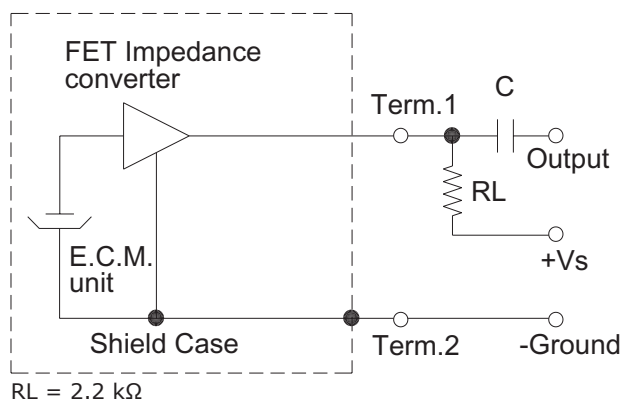 FET Impedance
converter
Term.1
C
Output
RL
+Vs
E.C.M.
unit
Shield Case
Term.2
-Ground
RL = 2.2 kΩ